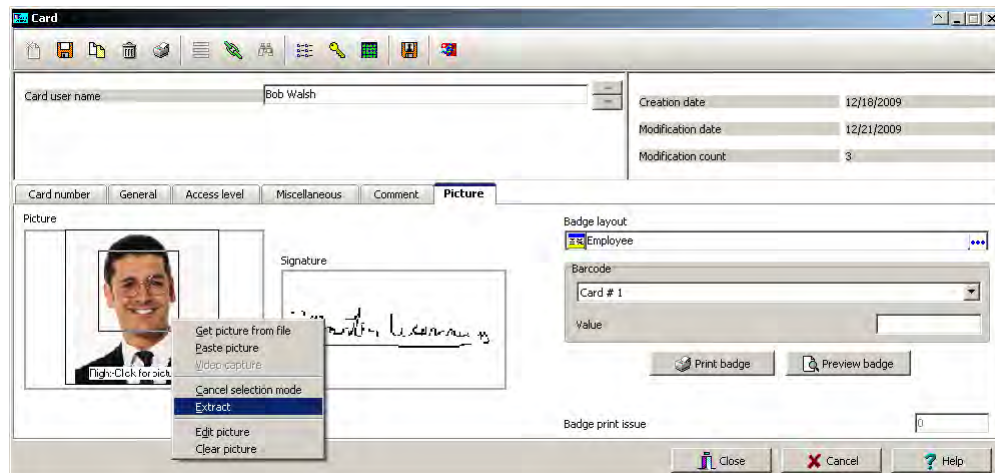 Card
Card user name
Bob Walsh
Creation date 12/18/2009
Modification date 12/21/2009
Modification count 3
Card number General Access level Miscellaneous Comment Picture
Picture
Signature
Badge layout
Employee
Barcode
Card # 1
Value
Print badge Preview badge
Badge print issue 0
Get picture from file
Paste picture
Video capture
Cancel selection mode
Extract
Edit picture
Clear picture
Close Cancel Help